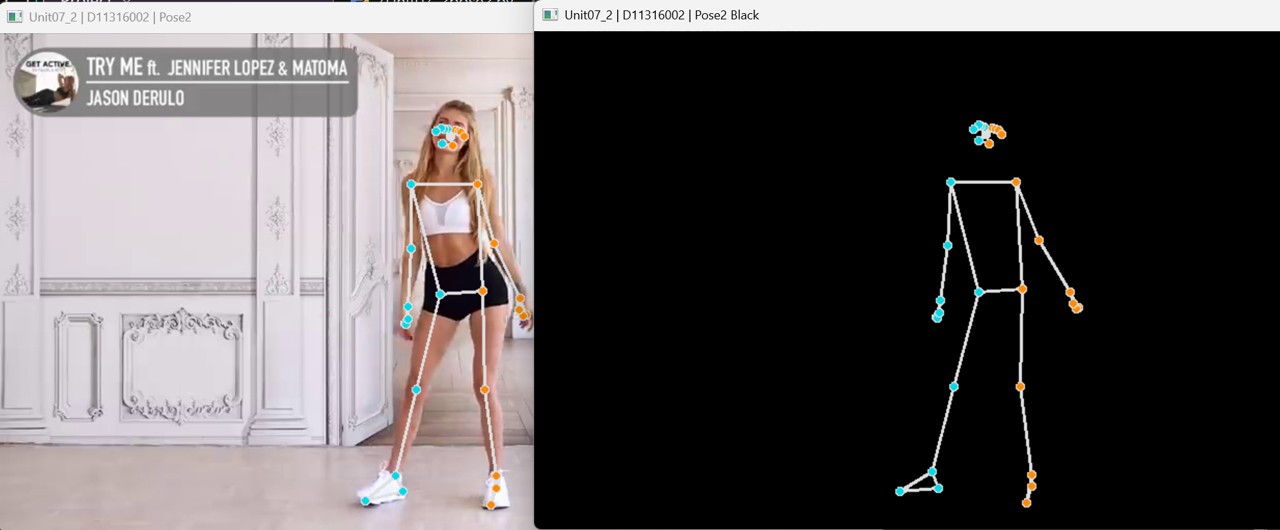 Unit07_2 | D11316002 | Pose2
Unit07_2 | D11316002 | Pose2 Black
GET ACTIVE.
TRY ME ft. JENNIFER LOPEZ & MATOMA
JASON DERULO